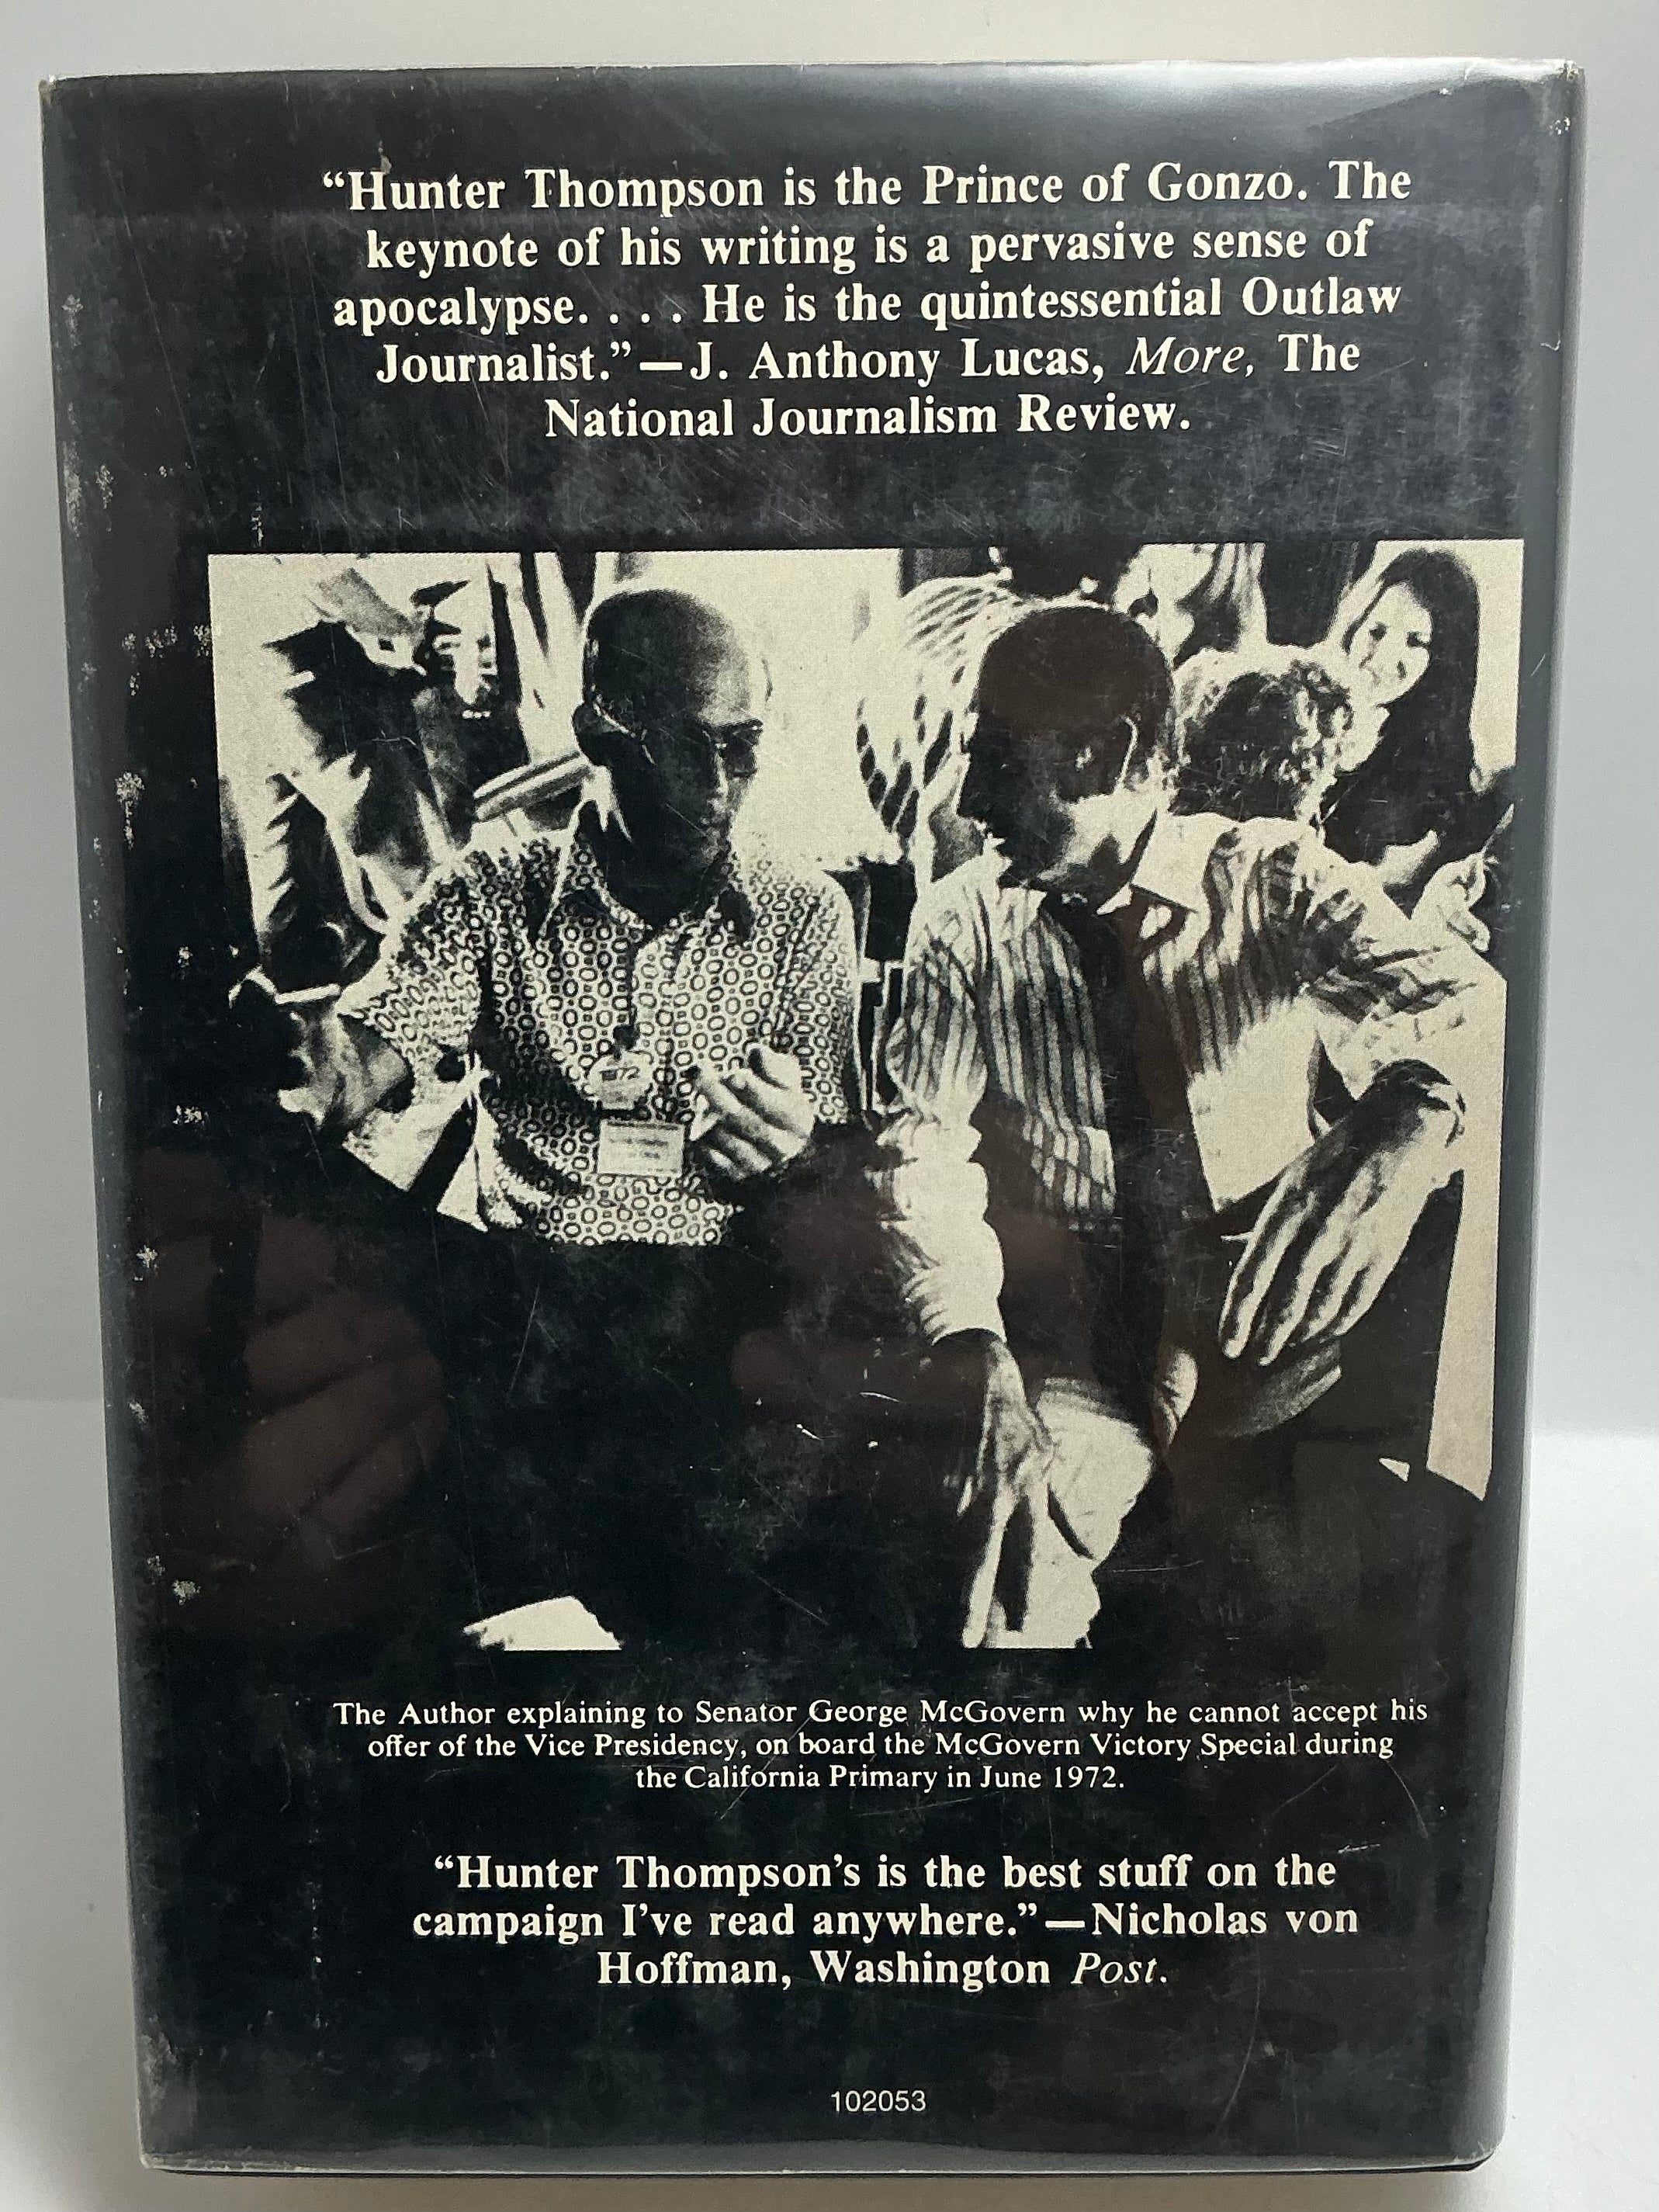 “Hunter Thompson is the Prince of Gonzo. The
keynote of his writing is a pervasive sense of
apocalypse. . . . He is the quintessential Outlaw
Journalist.”—J. Anthony Lucas, More, The
National Journalism Review.
1972
The Author explaining to Senator George McGovern why he cannot accept his
offer of the Vice Presidency, on board the McGovern Victory Special during
the California Primary in June 1972.
“Hunter Thompson’s is the best stuff on the
campaign I’ve read anywhere.”—Nicholas von
Hoffman, Washington Post.
102053